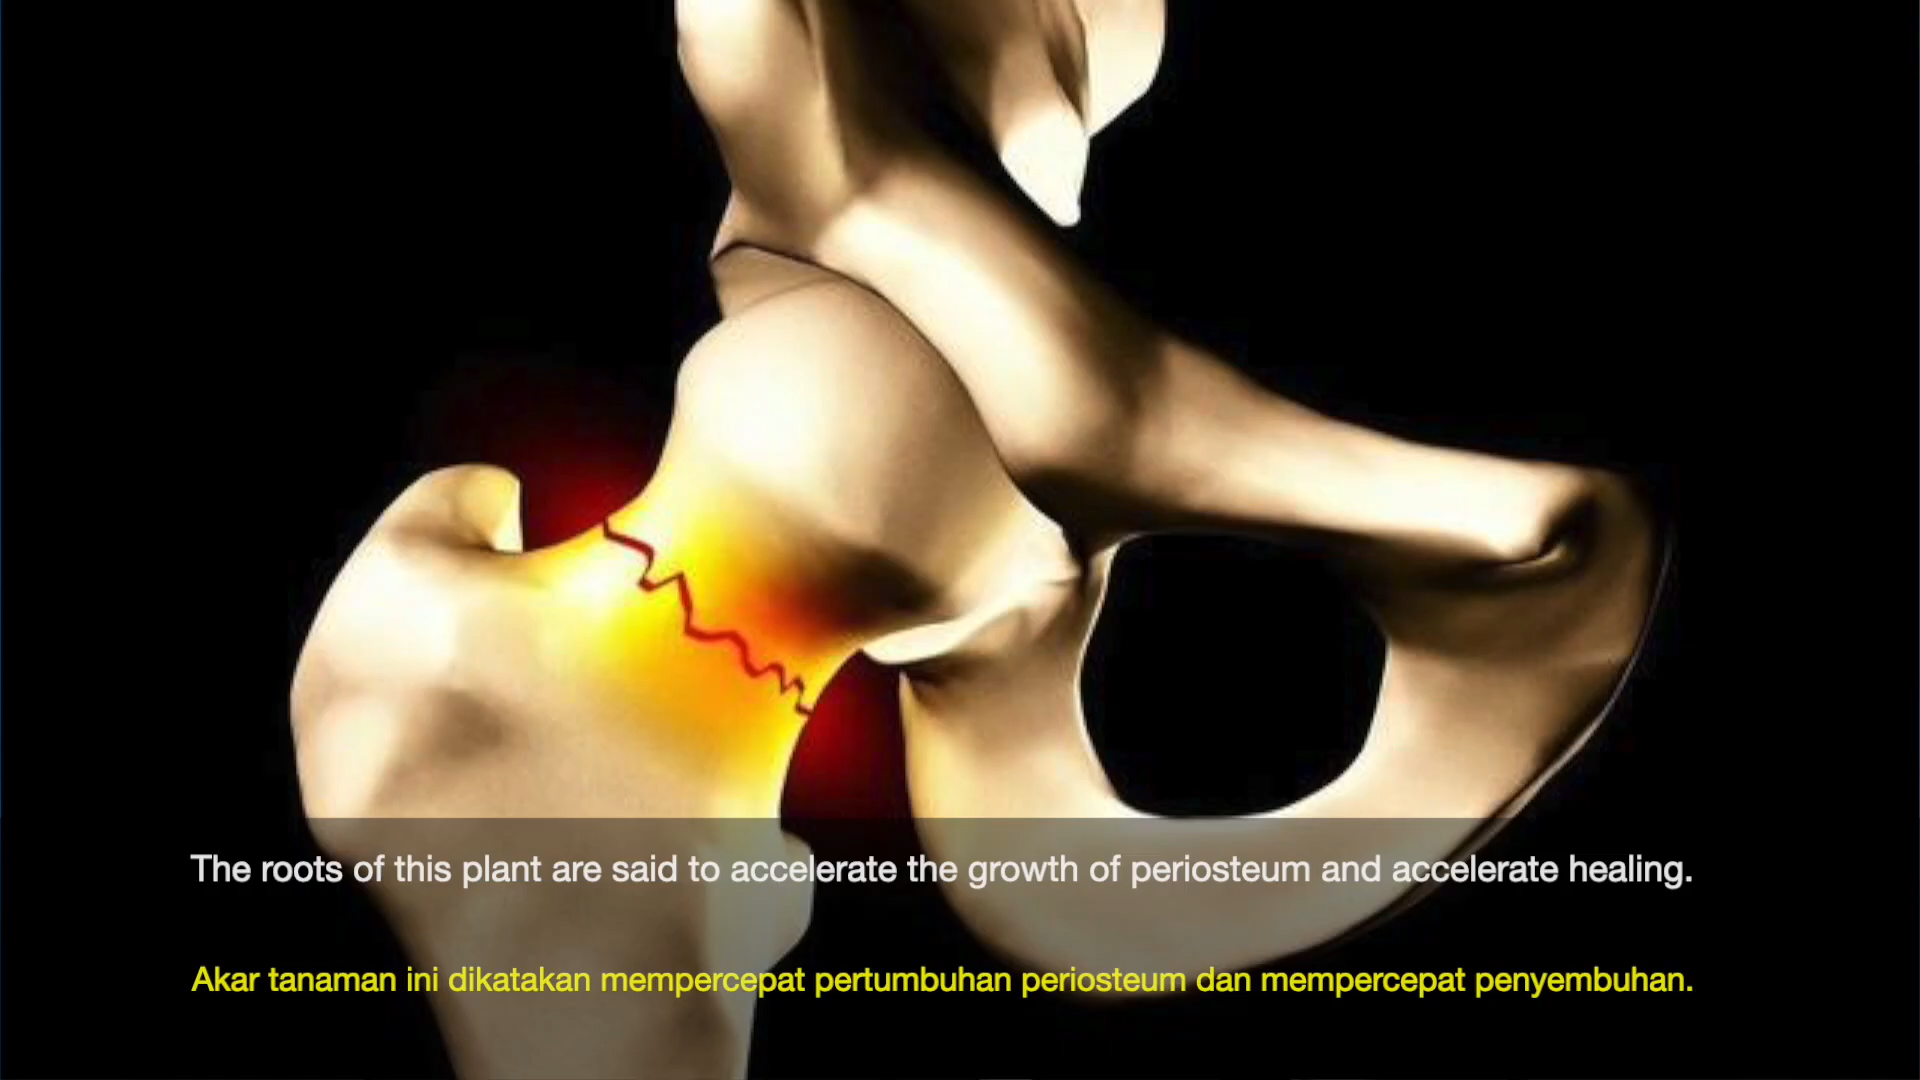 The roots of this plant are said to accelerate the growth of periosteum and accelerate healing.
Akar tanaman ini dikatakan mempercepat pertumbuhan periosteum dan mempercepat penyembuhan.